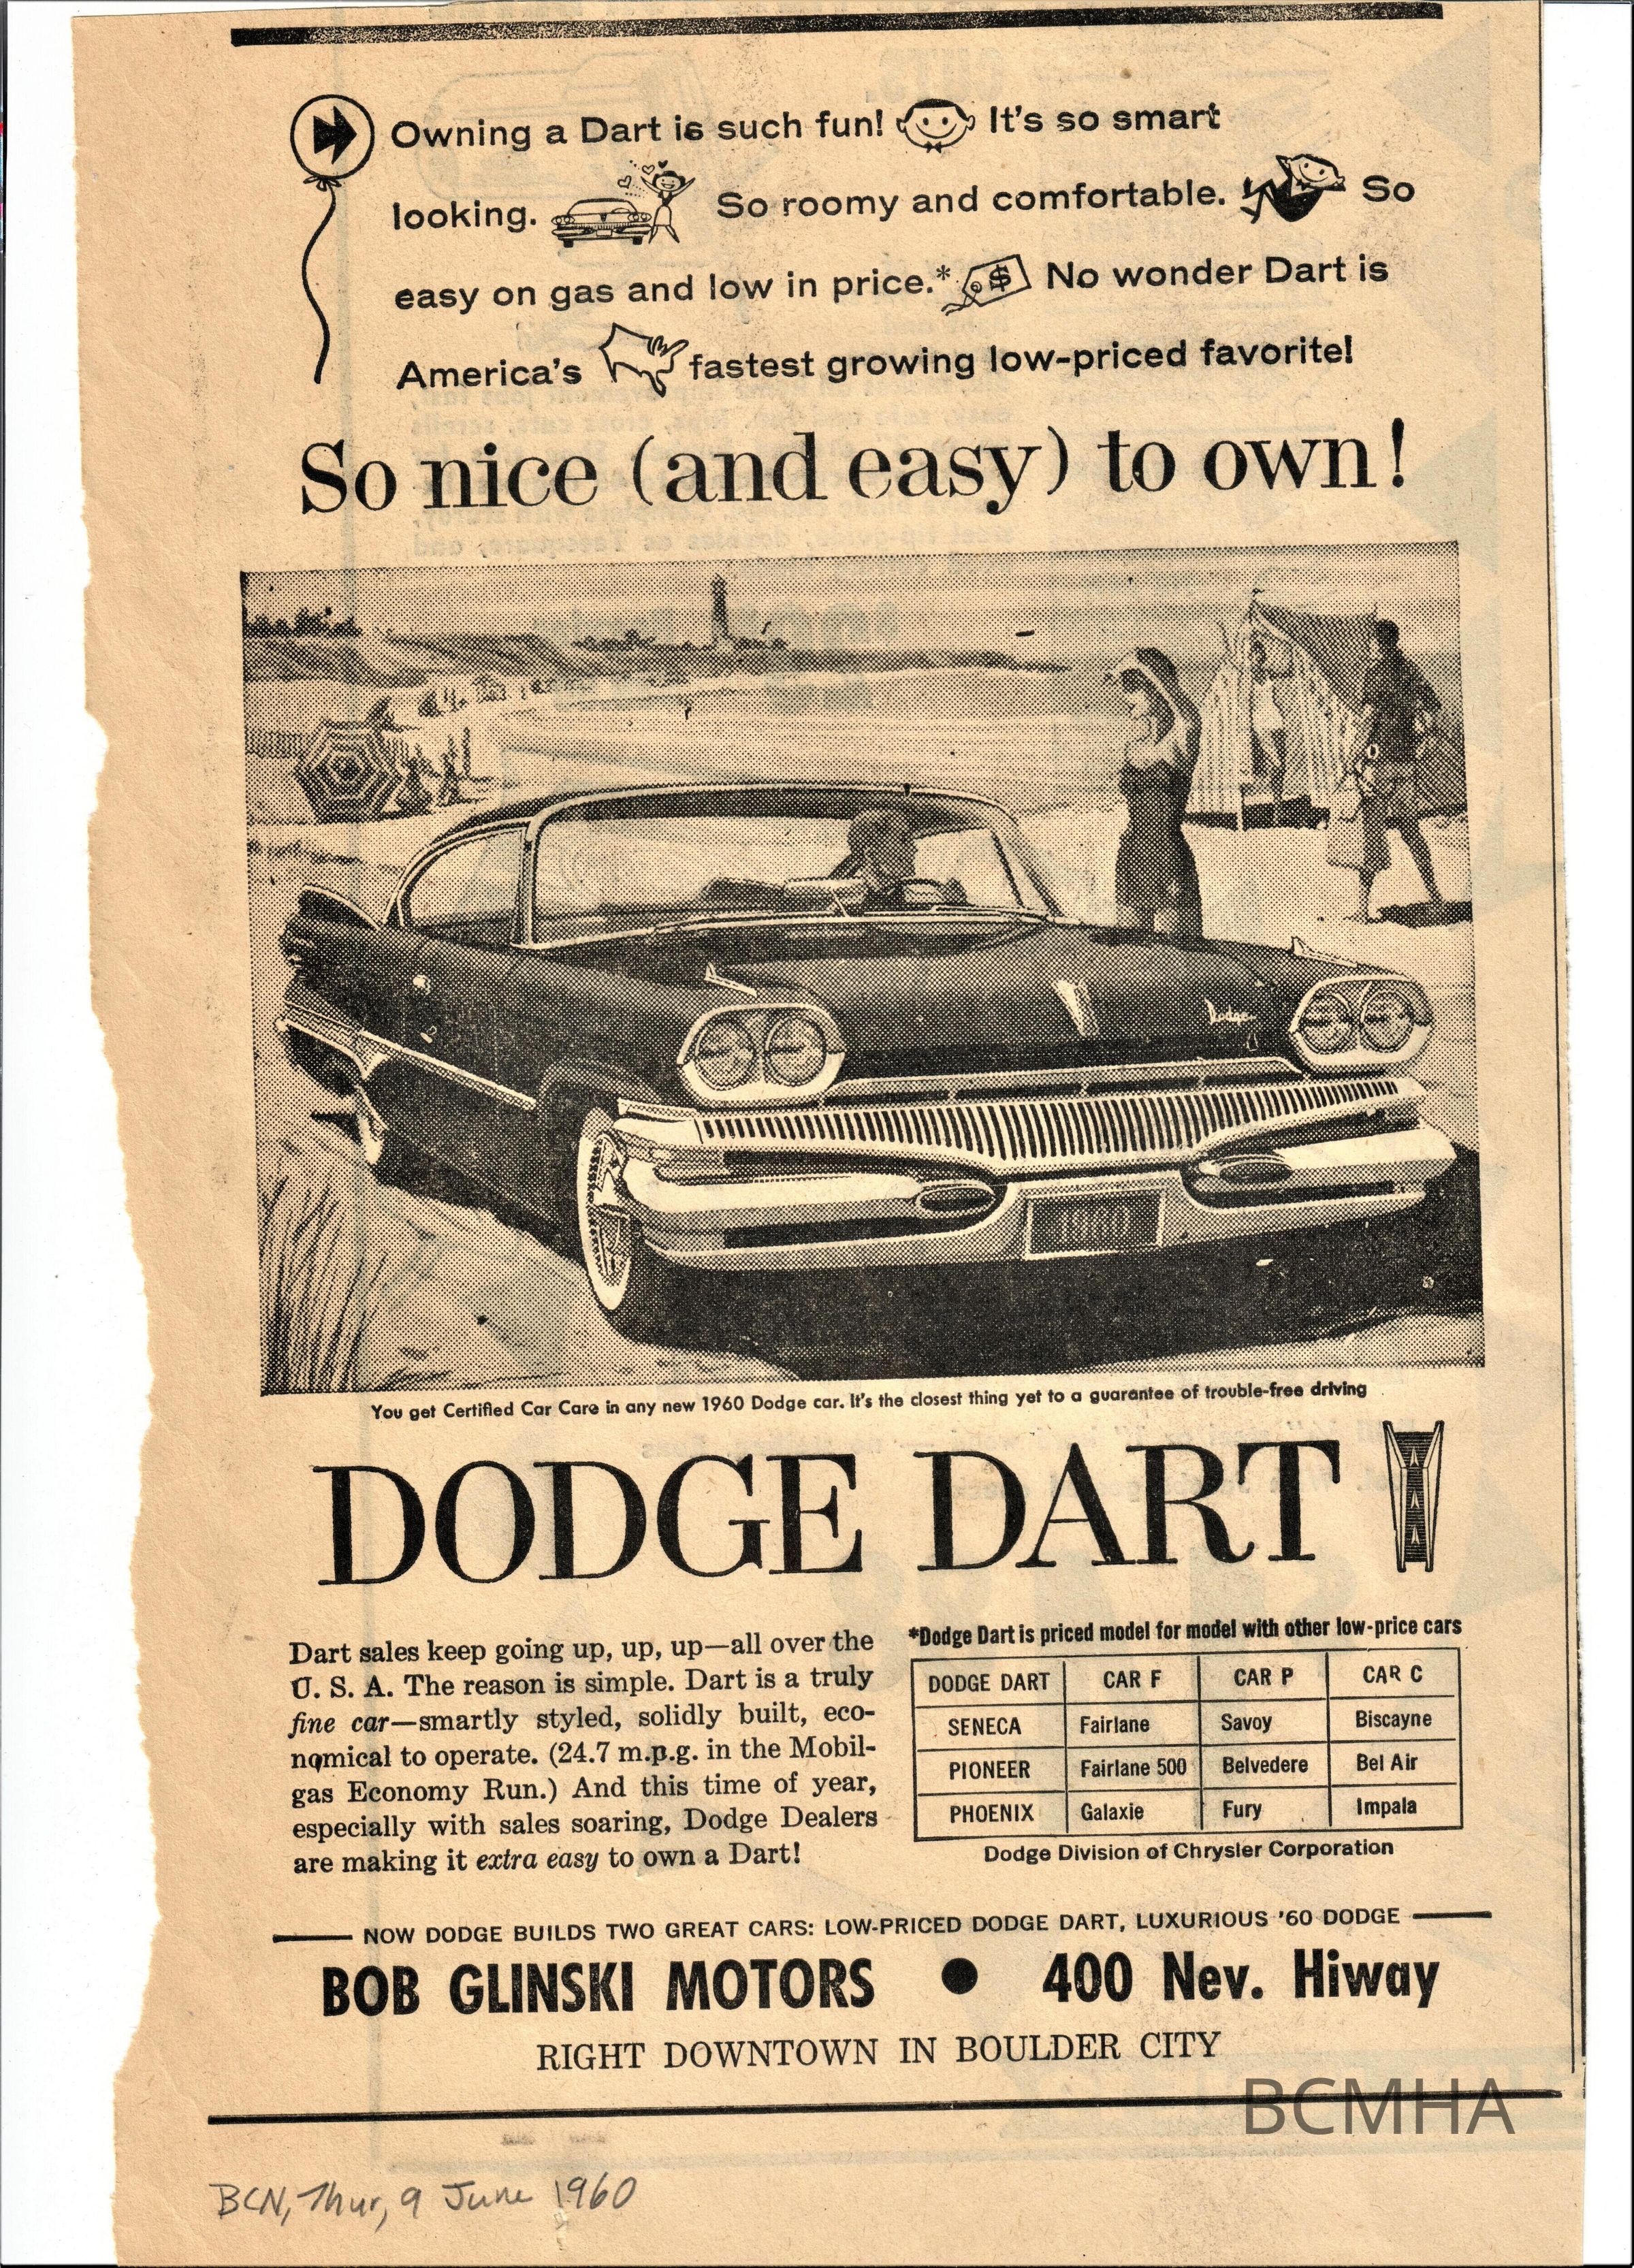 Owning a Dart is such fun! It's so smart
looking. So roomy and comfortable. So
easy on gas and low in price.* $ No wonder Dart is
America's fastest growing low-priced favorite!
So nice (and easy) to own!
Dodge
1960
You get Certified Car Care in any new 1960 Dodge car. It's the closest thing yet to a guarantee of trouble-free driving
DODGE DART
Dart sales keep going up, up, up—all over the
U. S. A. The reason is simple. Dart is a truly
fine car—smartly styled, solidly built, eco-
nomical to operate. (24.7 m.p.g. in the Mobil-
gas Economy Run.) And this time of year,
especially with sales soaring, Dodge Dealers
are making it extra easy to own a Dart!
*Dodge Dart is priced model for model with other low-price cars
DODGE DART CAR F CAR P CAR C
SENECA Fairlane Savoy Biscayne
PIONEER Fairlane 500 Belvedere Bel Air
PHOENIX Galaxie Fury Impala
Dodge Division of Chrysler Corporation
NOW DODGE BUILDS TWO GREAT CARS: LOW-PRICED DODGE DART, LUXURIOUS '60 DODGE
BOB GLINSKI MOTORS • 400 Nev. Hiway
RIGHT DOWNTOWN IN BOULDER CITY
BCMHA
BCN, Thur, 9 June 1960